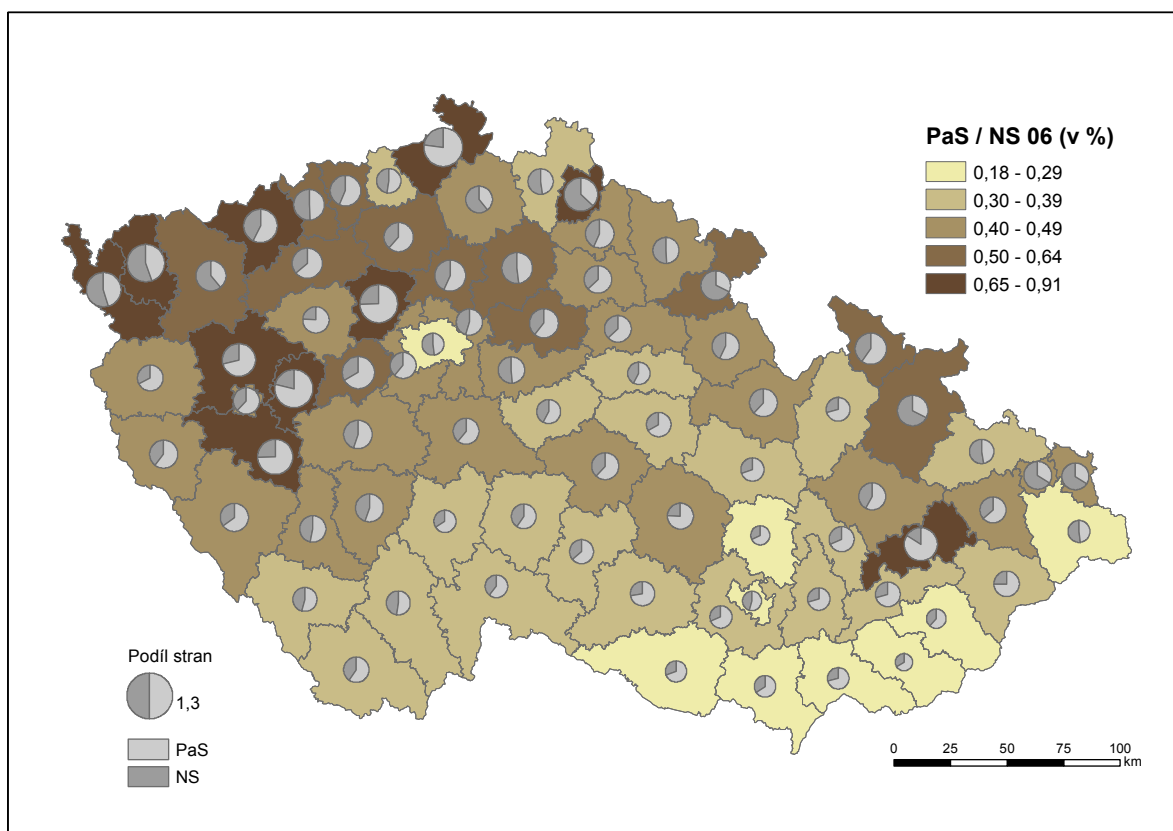 PaS / NS 06 (v %)
0,18 - 0,29
0,30 - 0,39
0,40 - 0,49
0,50 - 0,64
0,65 - 0,91
Podíl stran
1,3
PaS
NS
0 25 50 75 100
km